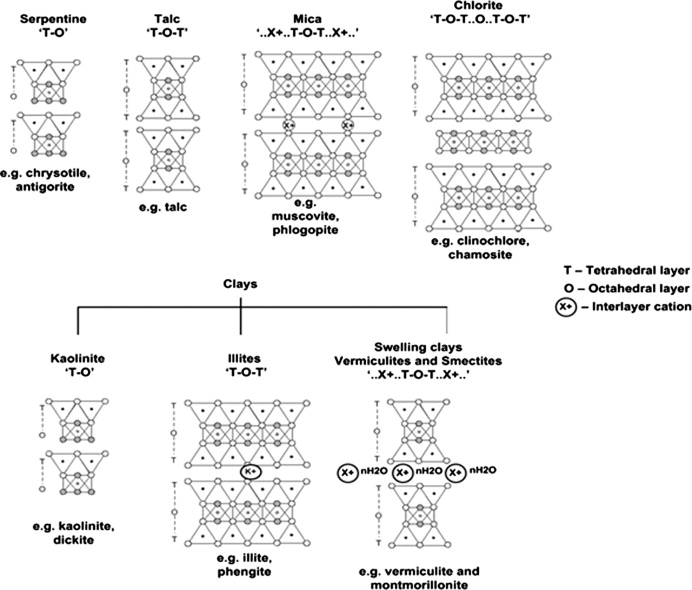 Serpentine
'T-O'
Talc
'T-O-T'
Mica
'..X+..T-O-T..X+..'
Chlorite
'T-O-T..O..T-O-T'
T
O
T
O
T
O
T
T
O
T
T
O
T
X+
X+
T
O
T
T
O
T
O
T
O
T
e.g. chrysotile,
antigorite
e.g. talc
e.g.
muscovite,
phlogopite
e.g. clinochlore,
chamosite
T – Tetrahedral layer
O – Octahedral layer
X+ – Interlayer cation
Clays
Kaolinite
'T-O'
Illites
'T-O-T'
Swelling clays
Vermiculites and Smectites
'..X+..T-O-T..X+..'
T
O
T
O
T
O
T
K+
T
O
T
T
O
T
X+ nH2O X+ nH2O X+ nH2O
T
O
T
e.g. kaolinite,
dickite
e.g. illite,
phengite
e.g. vermiculite and
montmorillonite